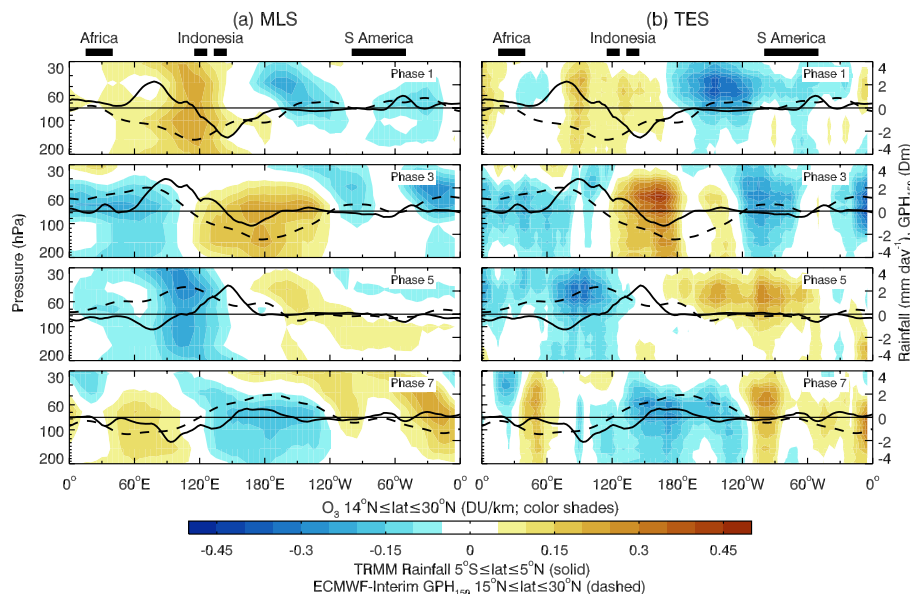 (a) MLS (b) TES
Africa Indonesia S America Africa Indonesia S America
30 Phase 1 Phase 1 4
60 2
0
100 -2
200 -4
30 Phase 3 Phase 3 4
60 2
0
100 -2
200 -4
30 Phase 5 Phase 5 4
60 2
0
100 -2
200 -4
30 Phase 7 Phase 7 4
60 2
0
100 -2
200 -4
Pressure (hPa)
Rainfall (mm day⁻¹), GPH₁₅₀ (Dm)
0° 60°E 120°E 180°E 120°W 60°W 0° 60°E 120°E 180°E 120°W 60°W 0°
O₃ 14°N≤lat≤30°N (DU/km; color shades)
-0.45 -0.3 -0.15 0 0.15 0.3 0.45
TRMM Rainfall 5°S≤lat≤5°N (solid)
ECMWF-Interim GPH₁₅₀ 15°N≤lat≤30°N (dashed)